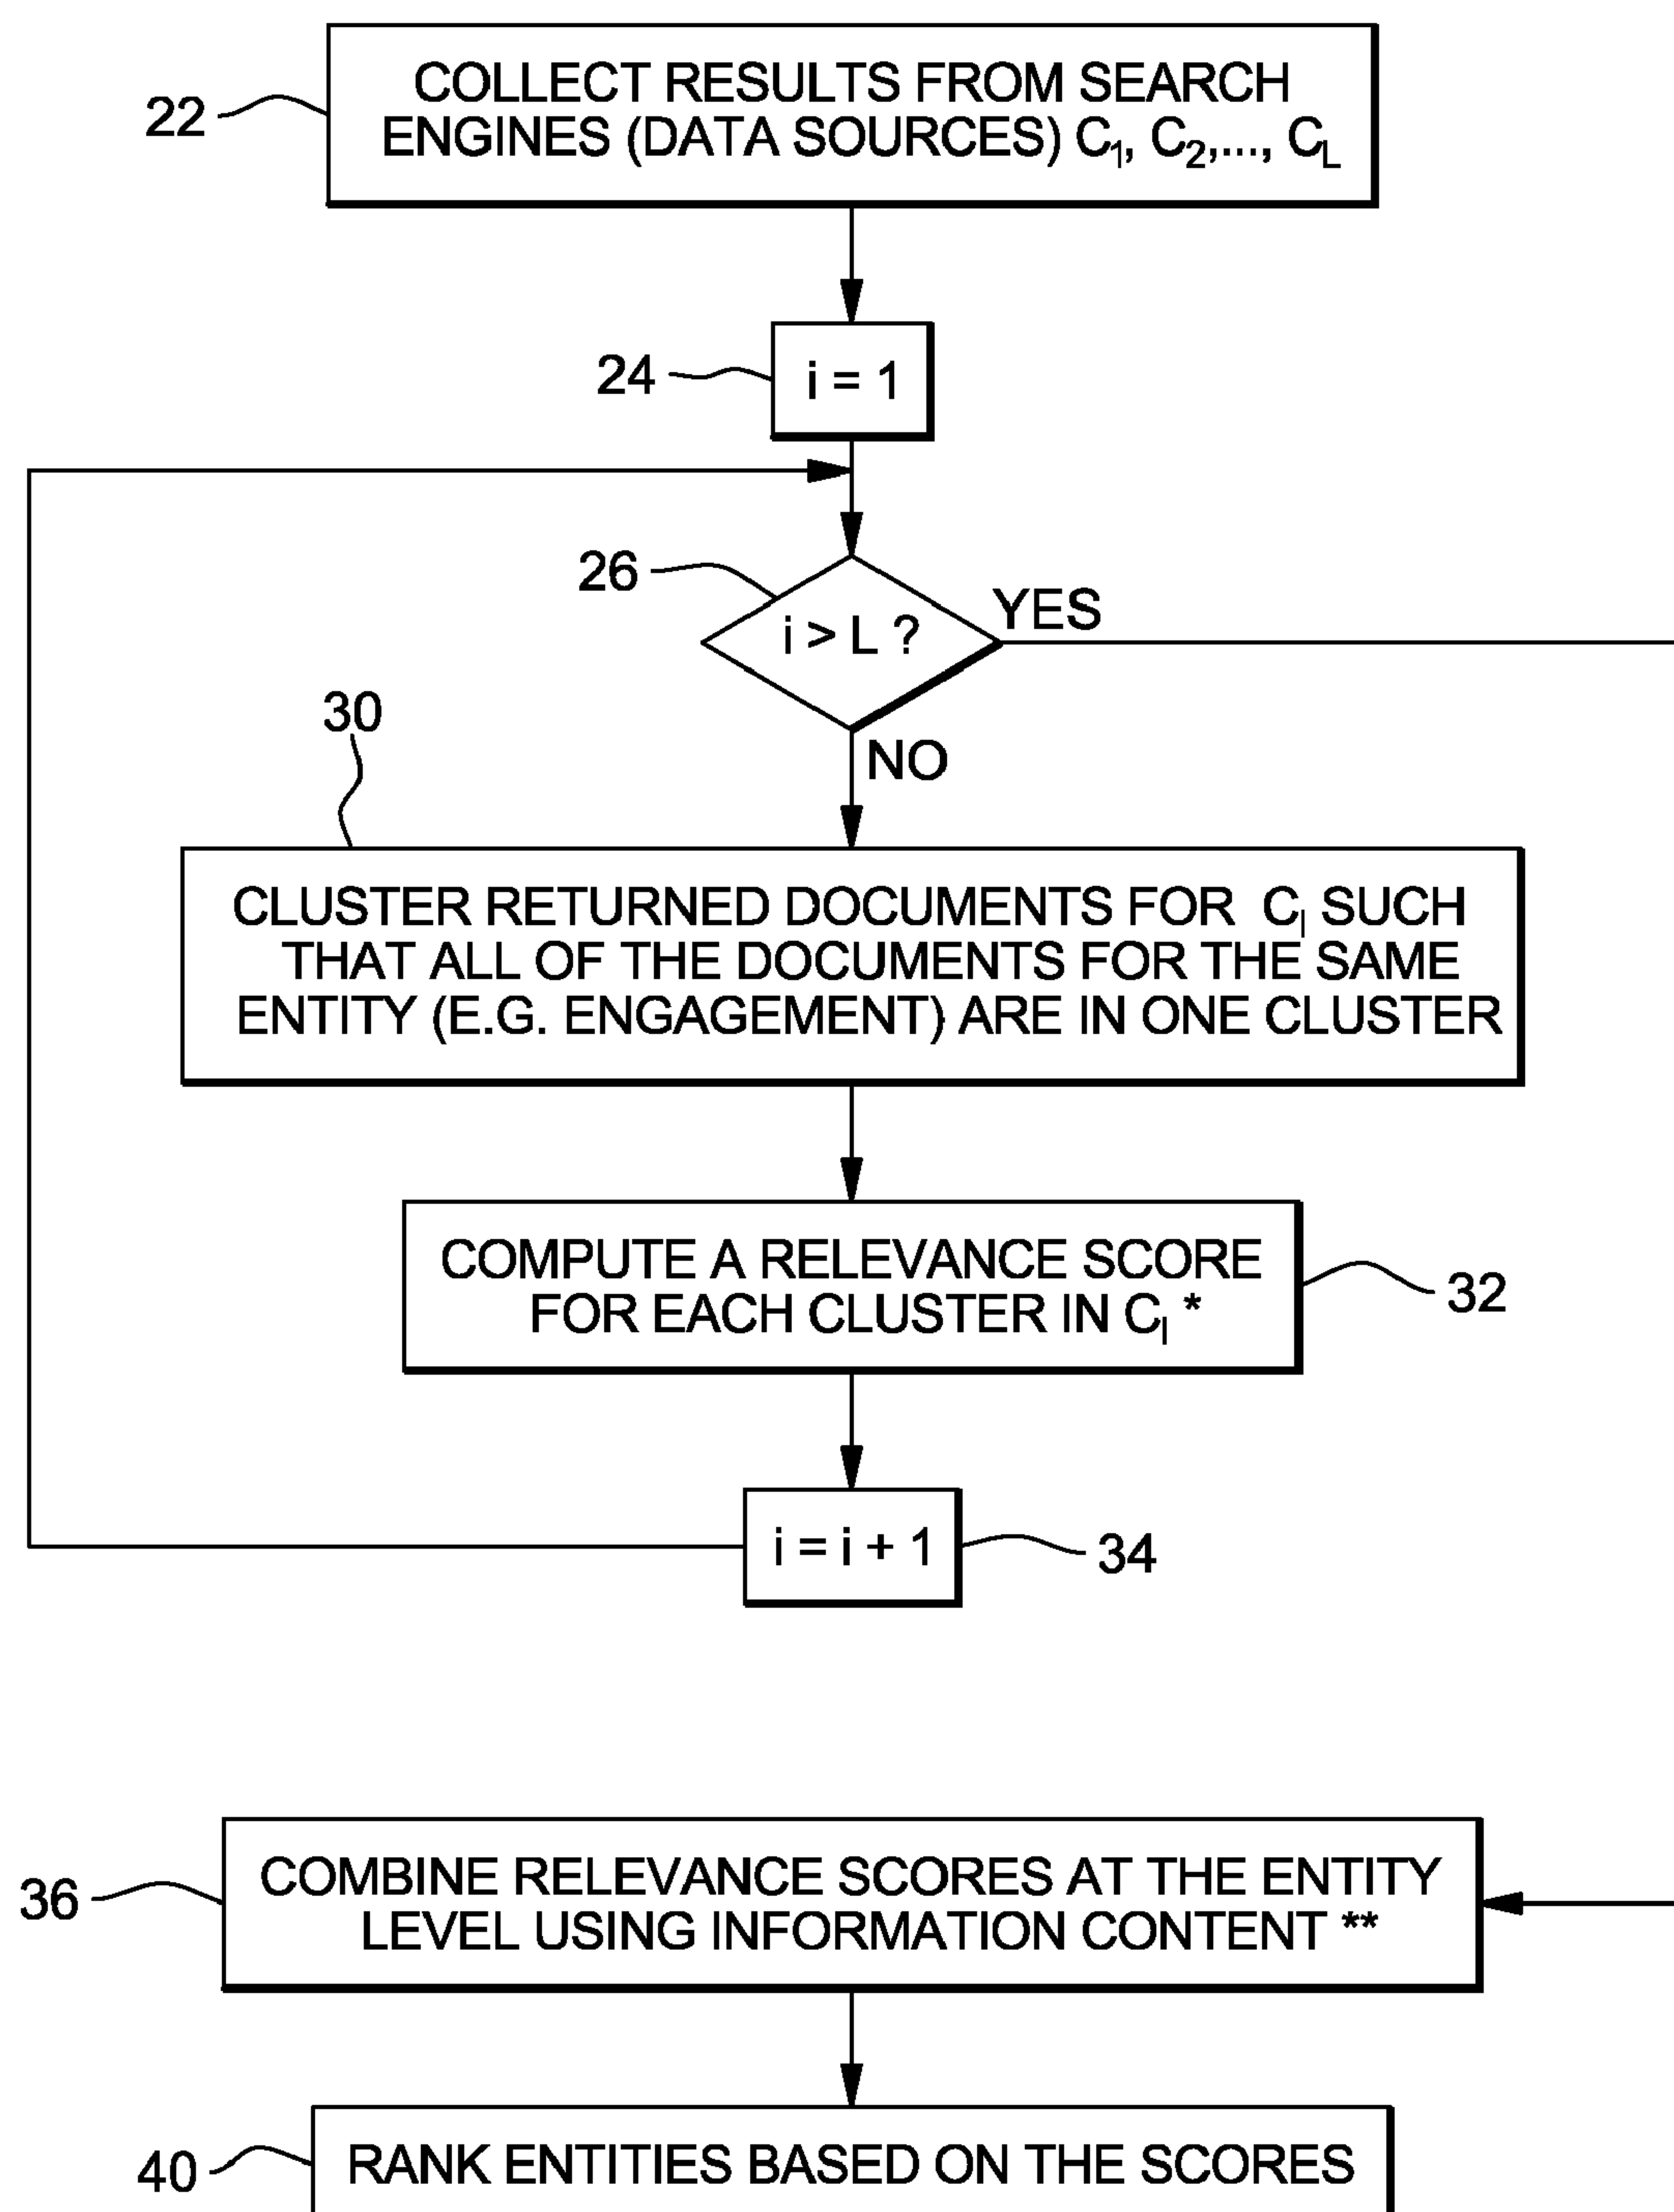 COLLECT RESULTS FROM SEARCH
ENGINES (DATA SOURCES) C₁, C₂,..., C_L
22
24
i = 1
26
i > L ?
YES
30
NO
CLUSTER RETURNED DOCUMENTS FOR C_I SUCH
THAT ALL OF THE DOCUMENTS FOR THE SAME
ENTITY (E.G. ENGAGEMENT) ARE IN ONE CLUSTER
COMPUTE A RELEVANCE SCORE
FOR EACH CLUSTER IN C_I *
32
i = i + 1
34
COMBINE RELEVANCE SCORES AT THE ENTITY
LEVEL USING INFORMATION CONTENT **
36
40
RANK ENTITIES BASED ON THE SCORES